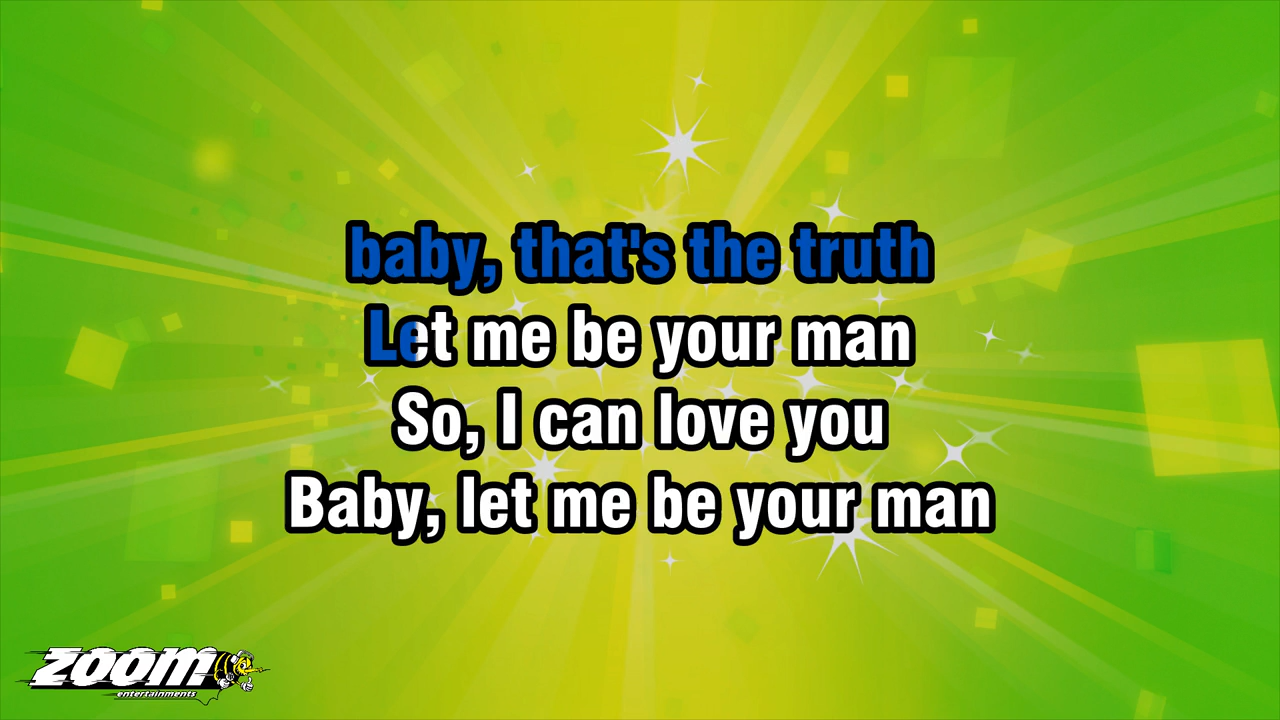 baby, that's the truth
Let me be your man
So, I can love you
Baby, let me be your man
zoom
entertainments